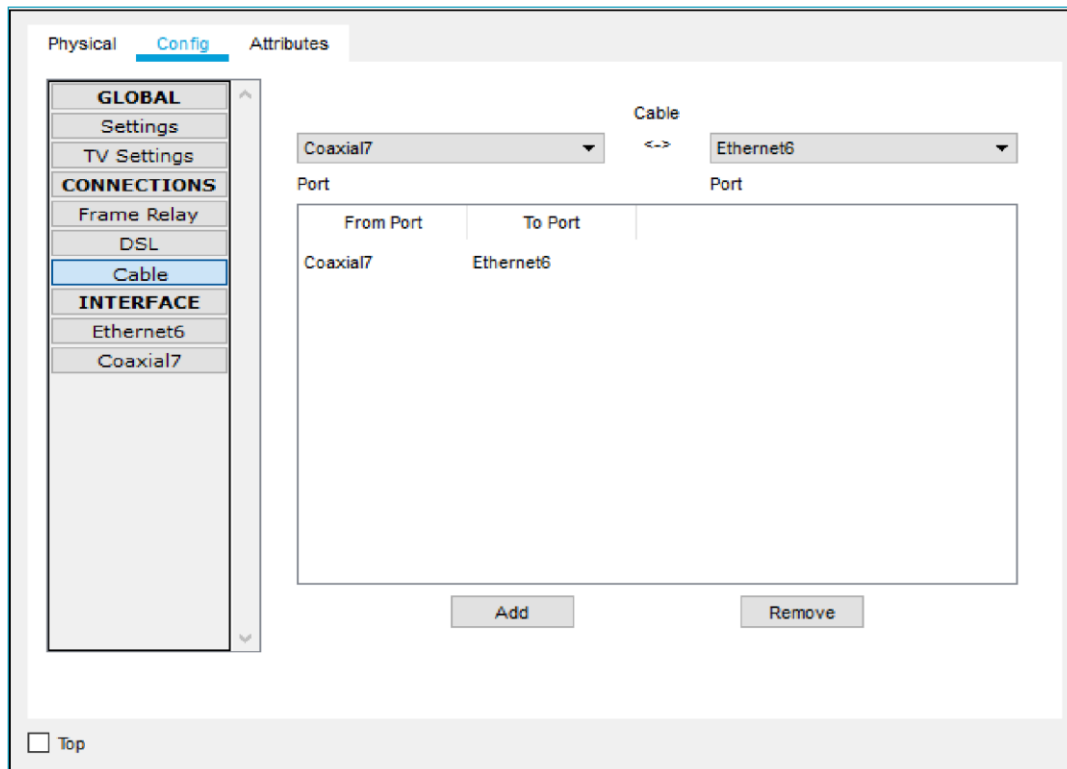 Physical Config Attributes
GLOBAL
Settings
TV Settings
CONNECTIONS
Frame Relay
DSL
Cable
INTERFACE
Ethernet6
Coaxial7
Cable
Coaxial7 <-> Ethernet6
Port Port
From Port To Port
Coaxial7 Ethernet6
Add Remove
Top